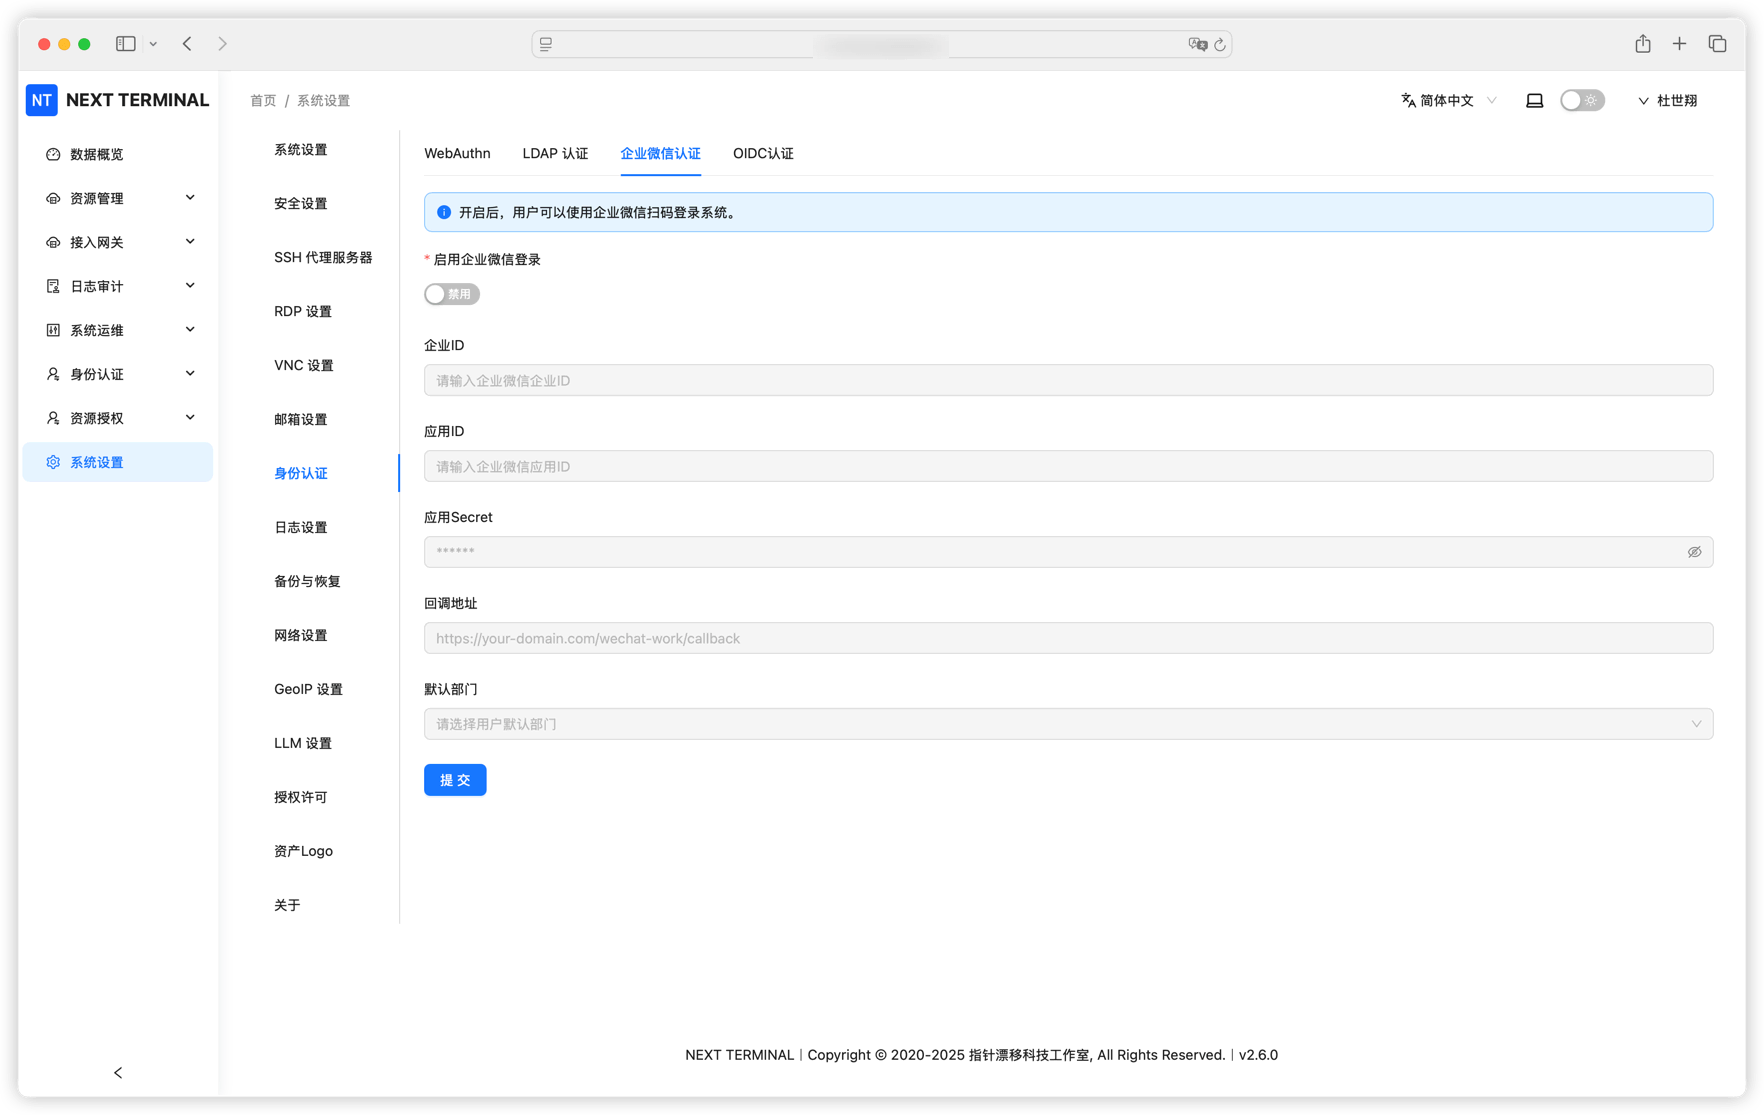 NT NEXT TERMINAL
首页 / 系统设置
简体中文
杜世翔
数据概览
资源管理
接入网关
日志审计
系统运维
身份认证
资源授权
系统设置
系统设置
安全设置
SSH 代理服务器
RDP 设置
VNC 设置
邮箱设置
身份认证
日志设置
备份与恢复
网络设置
GeoIP 设置
LLM 设置
授权许可
资产Logo
关于
WebAuthn LDAP 认证 企业微信认证 OIDC认证
开启后，用户可以使用企业微信扫码登录系统。
* 启用企业微信登录
禁用
企业ID
请输入企业微信企业ID
应用ID
请输入企业微信应用ID
应用Secret
******
回调地址
https://your-domain.com/wechat-work/callback
默认部门
请选择用户默认部门
提 交
NEXT TERMINAL | Copyright © 2020-2025 指针漂移科技工作室, All Rights Reserved. | v2.6.0